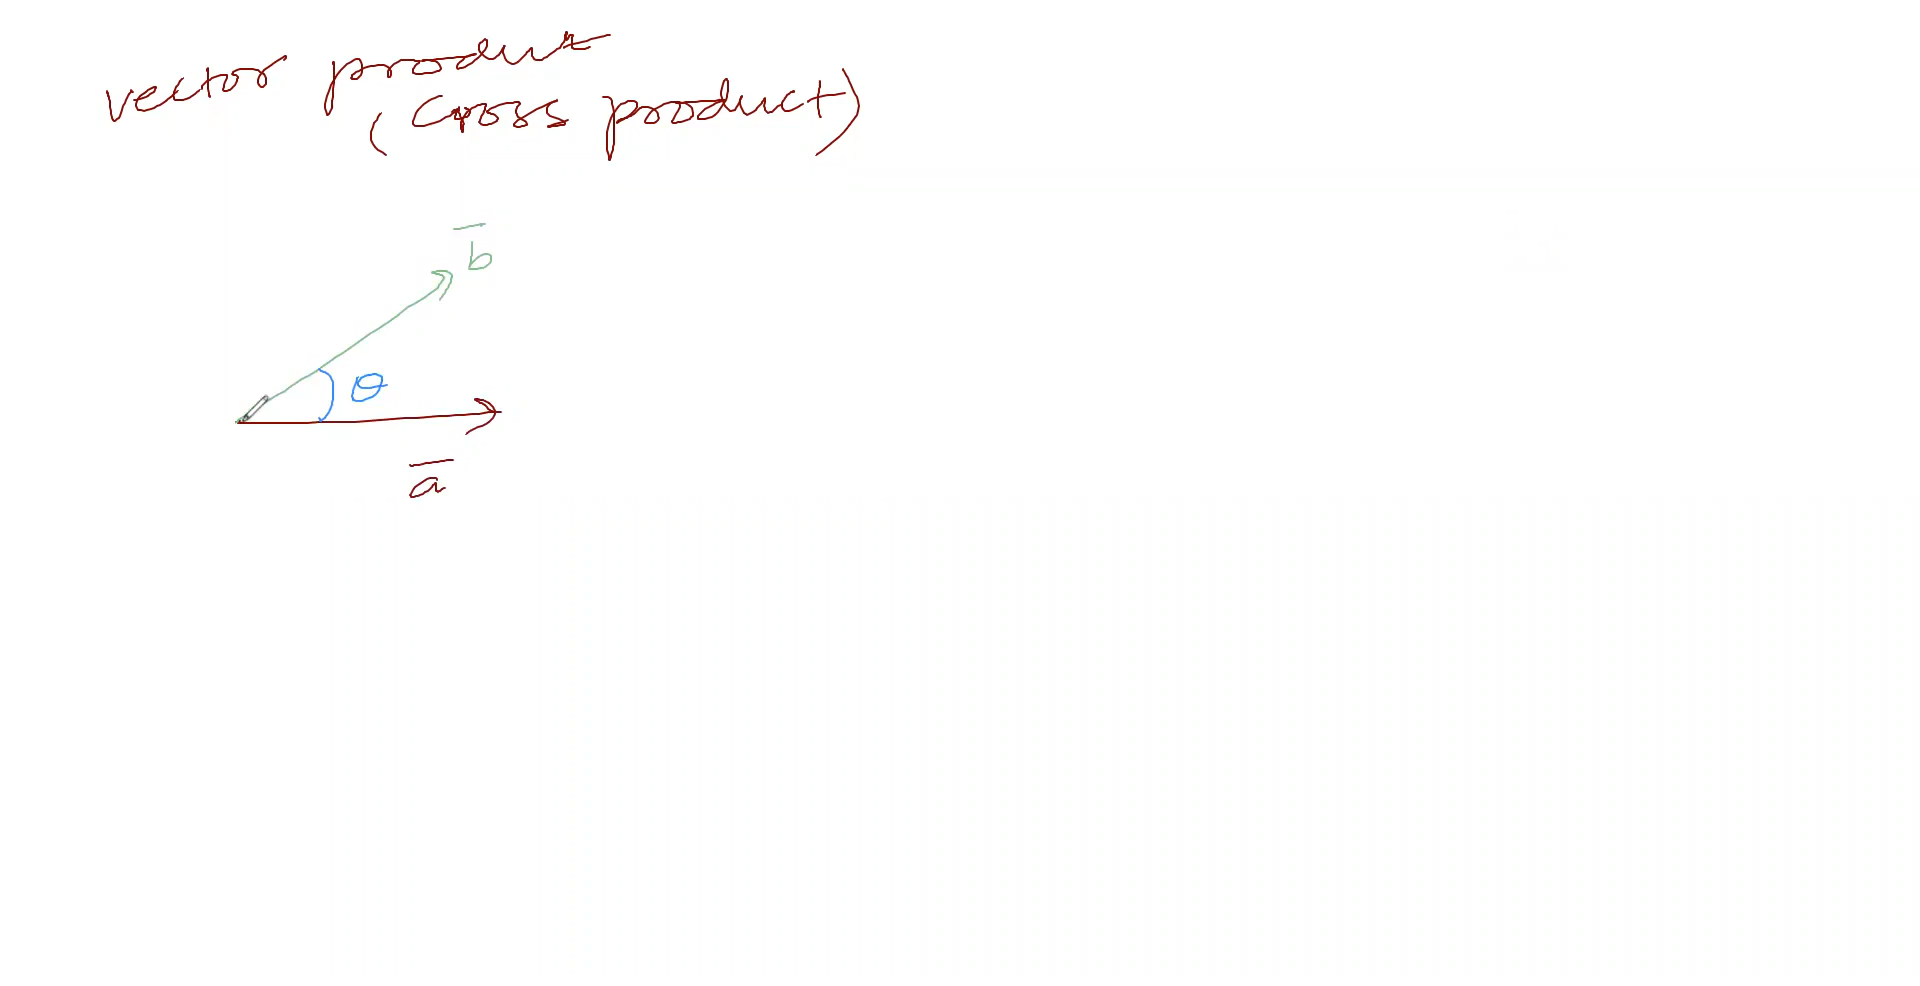 vector product
(Cross product)
b̅
θ
a̅